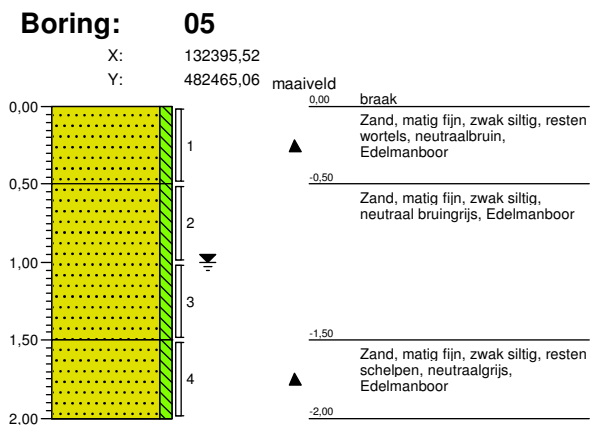 Boring: 05
X: 132395,52
Y: 482465,06
maaiveld
0,00
0,00 braak
Zand, matig fijn, zwak siltig, resten
wortels, neutraalbruin,
Edelmanboor
1
0,50
-0,50
Zand, matig fijn, zwak siltig,
neutraal bruingrijs, Edelmanboor
2
1,00
3
1,50
-1,50
Zand, matig fijn, zwak siltig, resten
schelpen, neutraalgrijs,
Edelmanboor
4
2,00
-2,00